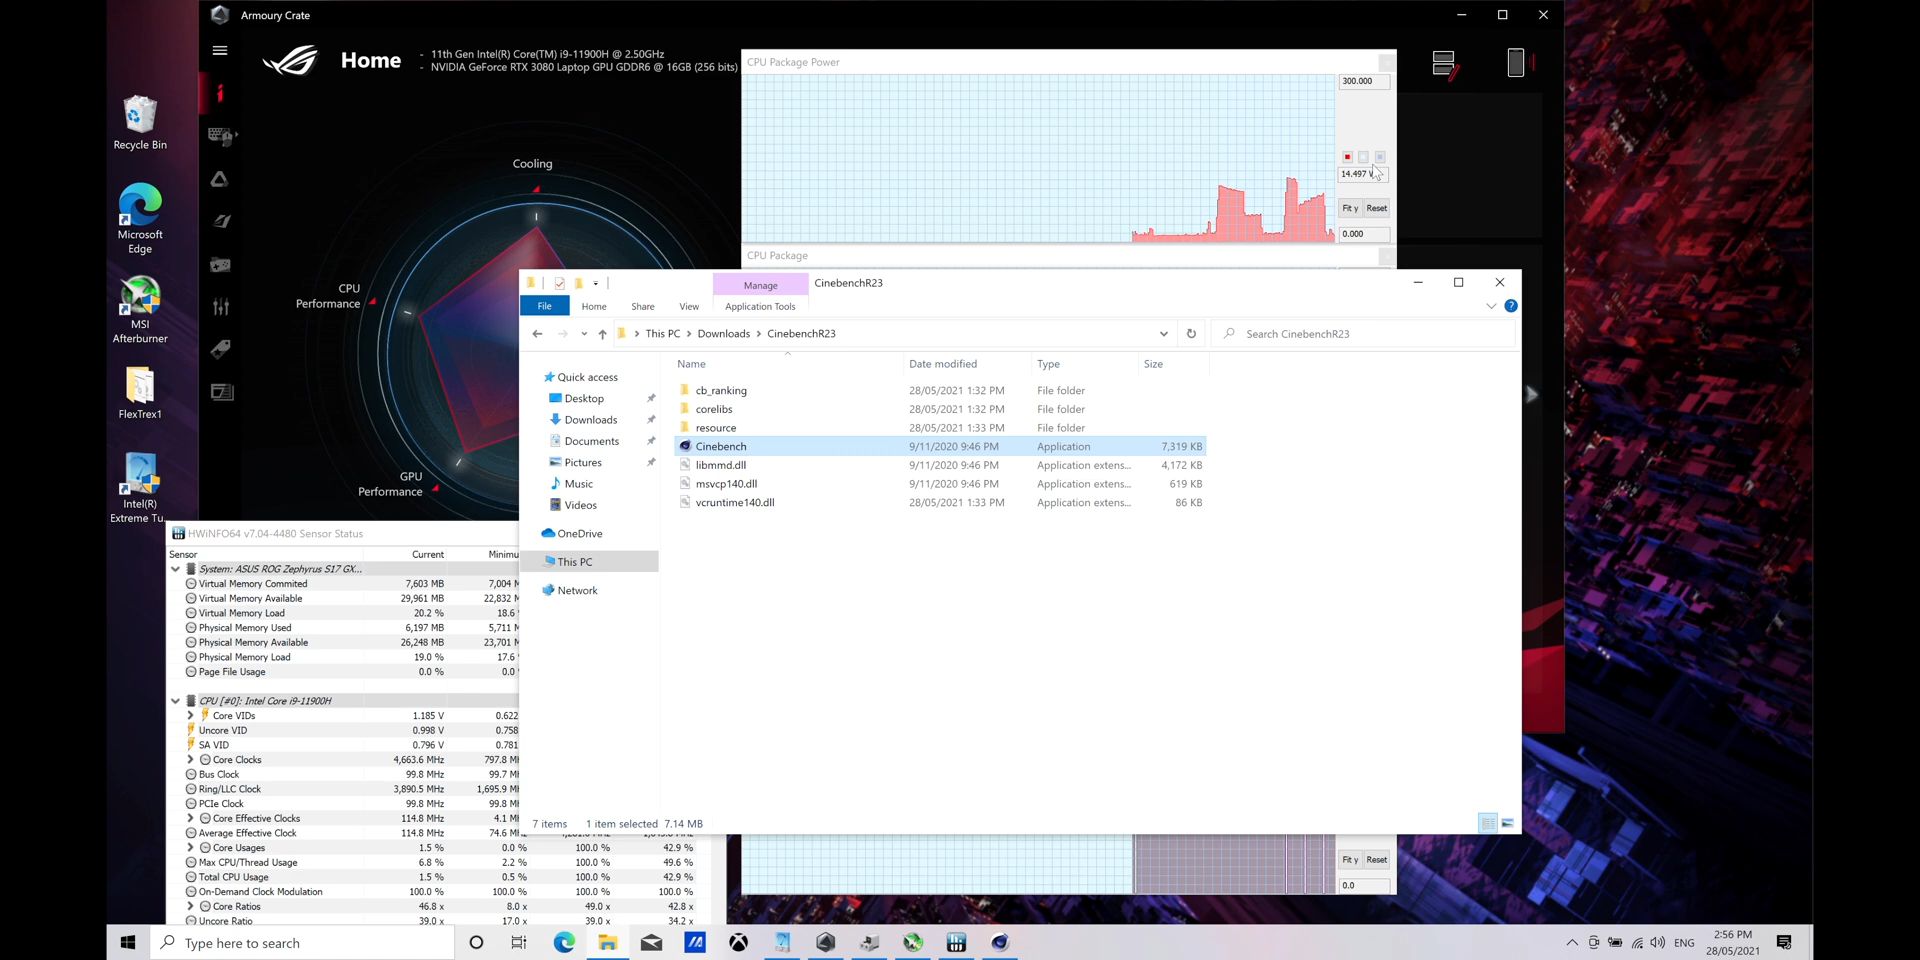 Armoury Crate
Home
- 11th Gen Intel(R) Core(TM) i9-11900H @ 2.50GHz
- NVIDIA GeForce RTX 3080 Laptop GPU GDDR6 @ 16GB (256 bits)
Cooling
CPU
Performance
GPU
Performance
Recycle Bin
Microsoft
Edge
MSI
Afterburner
FlexTrex1
Intel(R)
Extreme Tu...
CPU Package Power
300.000
14.497
Fit y Reset
0.000
CPU Package
Manage
CinebenchR23
File Home Share View Application Tools
This PC > Downloads > CinebenchR23
Search CinebenchR23
Name Date modified Type Size
cb_ranking 28/05/2021 1:32 PM File folder
corelibs 28/05/2021 1:32 PM File folder
resource 28/05/2021 1:33 PM File folder
Cinebench 9/11/2020 9:46 PM Application 7,319 KB
libmmd.dll 9/11/2020 9:46 PM Application extens... 4,172 KB
msvcp140.dll 9/11/2020 9:46 PM Application extens... 619 KB
vcruntime140.dll 28/05/2021 1:33 PM Application extens... 86 KB
Quick access
Desktop
Downloads
Documents
Pictures
Music
Videos
OneDrive
This PC
Network
7 items 1 item selected 7.14 MB
HWiNFO64 v7.04-4480 Sensor Status
Sensor Current Minimu
System: ASUS ROG Zephyrus S17 GX...
Virtual Memory Commited 7,603 MB 7,004 M
Virtual Memory Available 29,961 MB 22,832 M
Virtual Memory Load 20.2 % 18.6
Physical Memory Used 6,197 MB 5,711 M
Physical Memory Available 26,248 MB 23,701 M
Physical Memory Load 19.0 % 17.6
Page File Usage 0.0 % 0.0
CPU [#0]: Intel Core i9-11900H
Core VIDs 1.185 V 0.622
Uncore VID 0.998 V 0.758
SA VID 0.796 V 0.781
Core Clocks 4,663.6 MHz 797.8 MH
Bus Clock 99.8 MHz 99.7 MH
Ring/LLC Clock 3,890.5 MHz 1,695.9 MH
PCIe Clock 99.8 MHz 99.8 MH
Core Effective Clocks 114.8 MHz 4.1 MH
Average Effective Clock 114.8 MHz 74.6 MH
Core Usages 1.5 % 0.0 % 100.0 % 42.9 %
Max CPU/Thread Usage 6.8 % 2.2 % 100.0 % 49.6 %
Total CPU Usage 1.5 % 0.5 % 100.0 % 42.9 %
On-Demand Clock Modulation 100.0 % 100.0 % 100.0 % 100.0 %
Core Ratios 46.8 x 8.0 x 49.0 x 42.8 x
Uncore Ratio 39.0 x 17.0 x 39.0 x 34.2 x
Fit y Reset
0.0
Type here to search
ENG
2:56 PM
28/05/2021